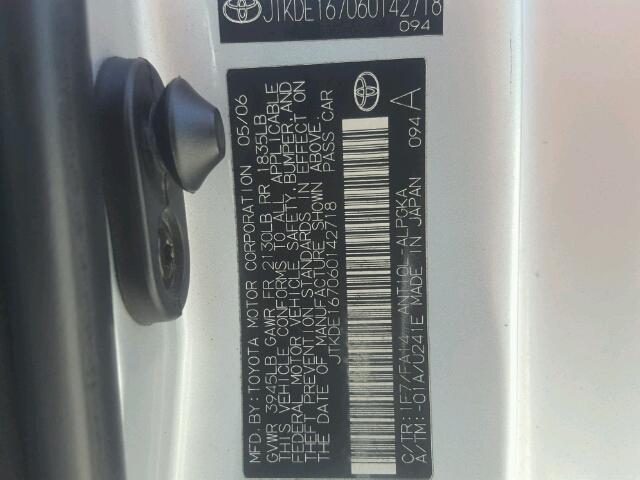 JTKDE167060142718
094
MFD. BY: TOYOTA MOTOR CORPORATION 05/06
GVWR 3945LB GAWR FR 2130LB RR 1835LB
THIS VEHICLE CONFORMS TO ALL APPLICABLE
FEDERAL MOTOR VEHICLE SAFETY, BUMPER, AND
THEFT PREVENTION STANDARDS IN EFFECT ON
THE DATE OF MANUFACTURE SHOWN ABOVE.
JTKDE167060142718 PASS CAR
C/TR: 1F7/FA14 ANT10L-ALPGKA 094 A
A/TM: -01A/U241E MADE IN JAPAN